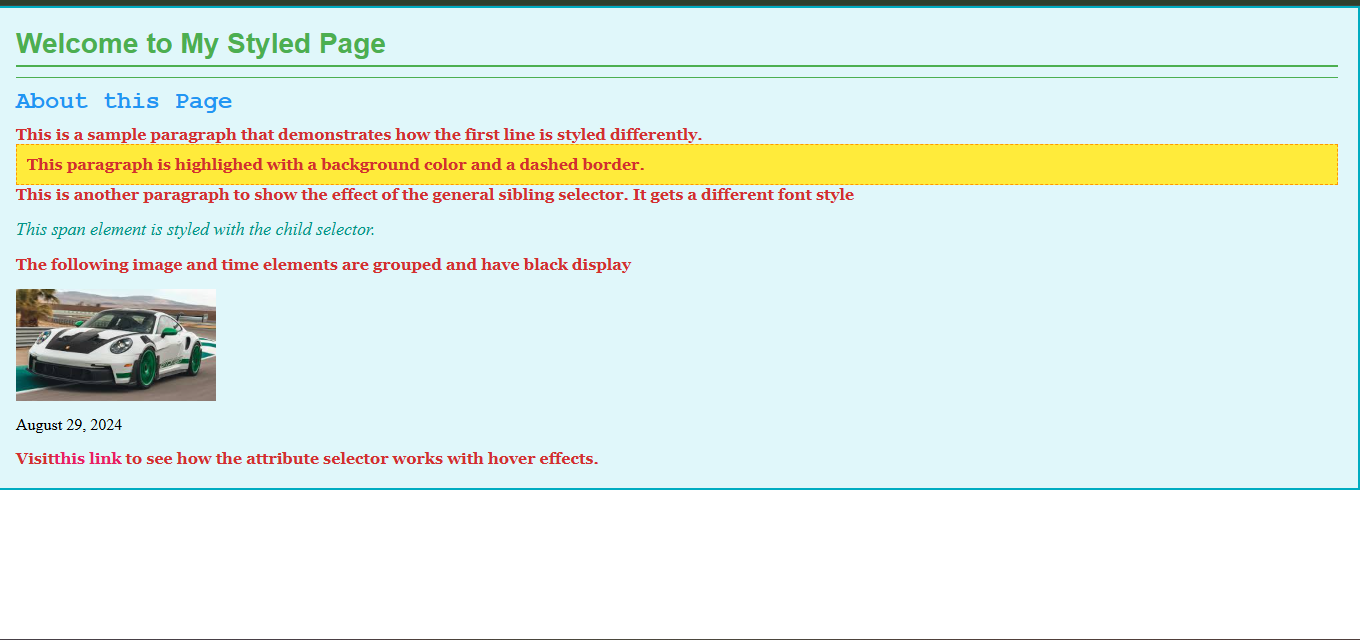 Welcome to My Styled Page
About this Page
This is a sample paragraph that demonstrates how the first line is styled differently.
This paragraph is highlighed with a background color and a dashed border.
This is another paragraph to show the effect of the general sibling selector. It gets a different font style
This span element is styled with the child selector.
The following image and time elements are grouped and have black display
August 29, 2024
Visitthis link to see how the attribute selector works with hover effects.